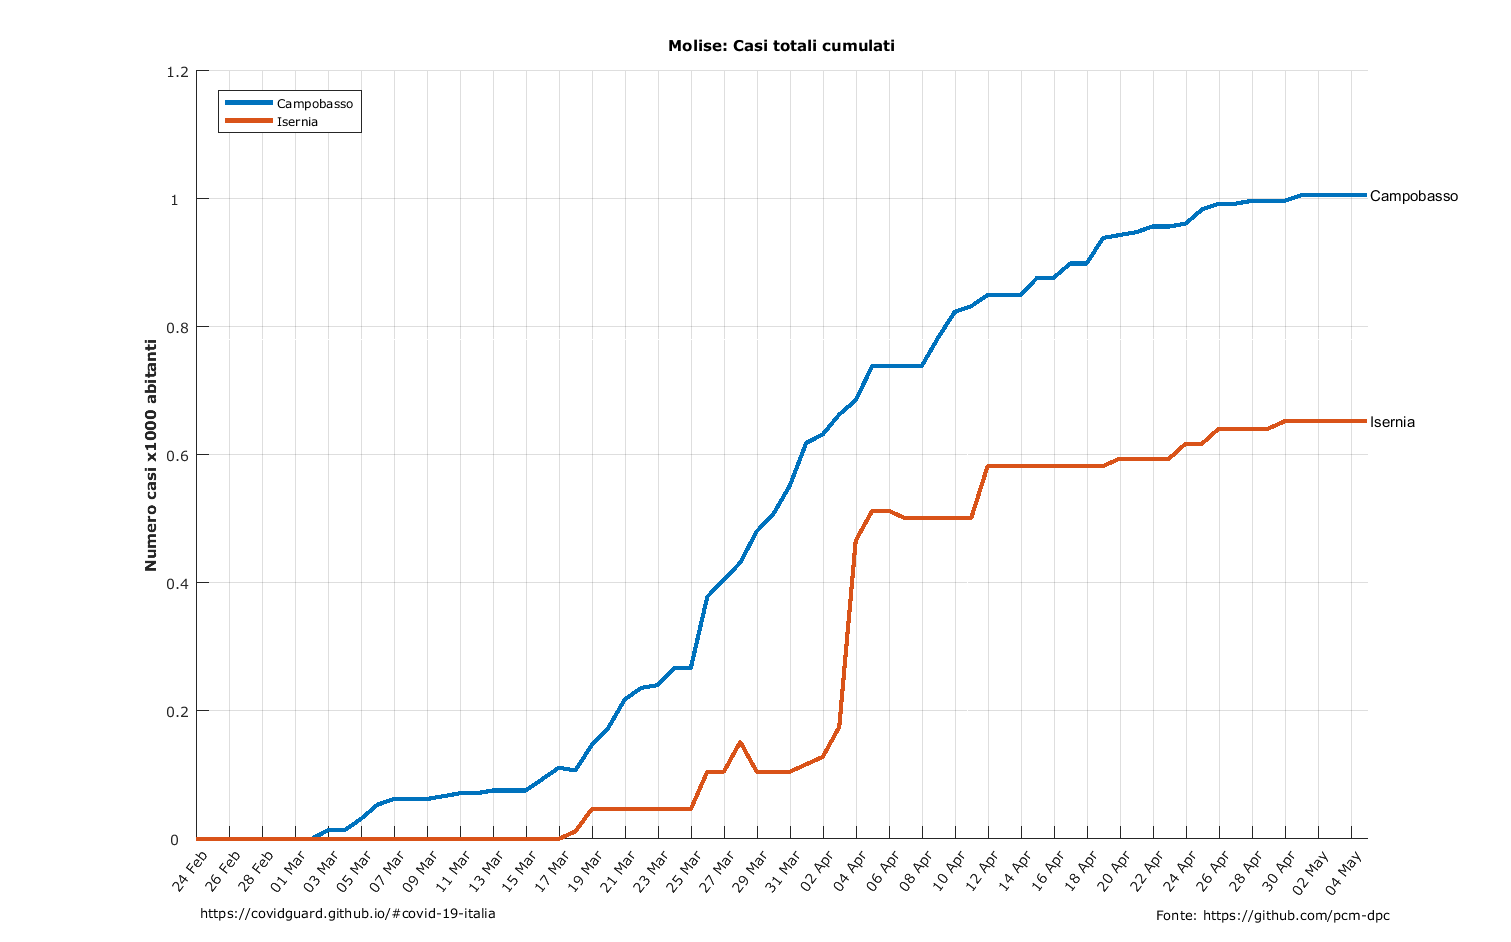 Molise: Casi totali cumulati
1.2
1
0.8
0.6
0.4
0.2
0
Numero casi x1000 abitanti
Campobasso
Isernia
Campobasso
Isernia
24 Feb
26 Feb
28 Feb
01 Mar
03 Mar
05 Mar
07 Mar
09 Mar
11 Mar
13 Mar
15 Mar
17 Mar
19 Mar
21 Mar
23 Mar
25 Mar
27 Mar
29 Mar
31 Mar
02 Apr
04 Apr
06 Apr
08 Apr
10 Apr
12 Apr
14 Apr
16 Apr
18 Apr
20 Apr
22 Apr
24 Apr
26 Apr
28 Apr
30 Apr
02 May
04 May
https://covidguard.github.io/#covid-19-italia
Fonte: https://github.com/pcm-dpc